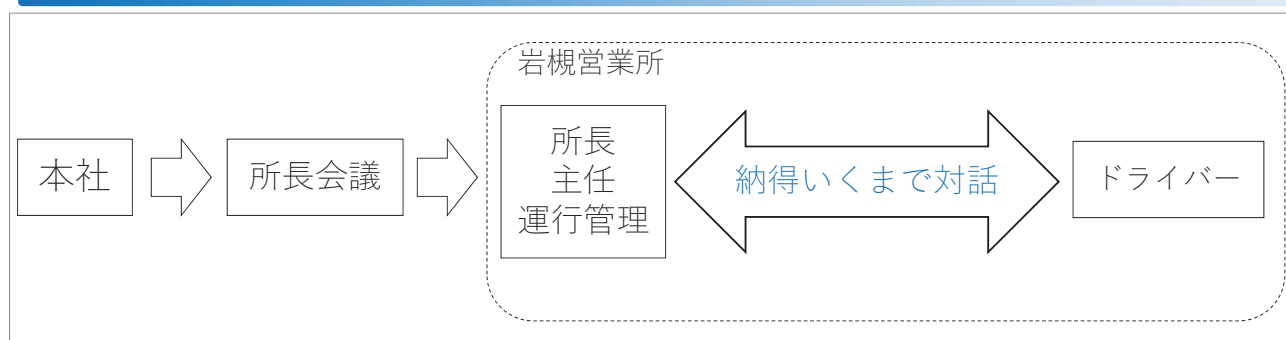 岩槻営業所
本社
所長会議
所長
主任
運行管理
納得いくまで対話
ドライバー